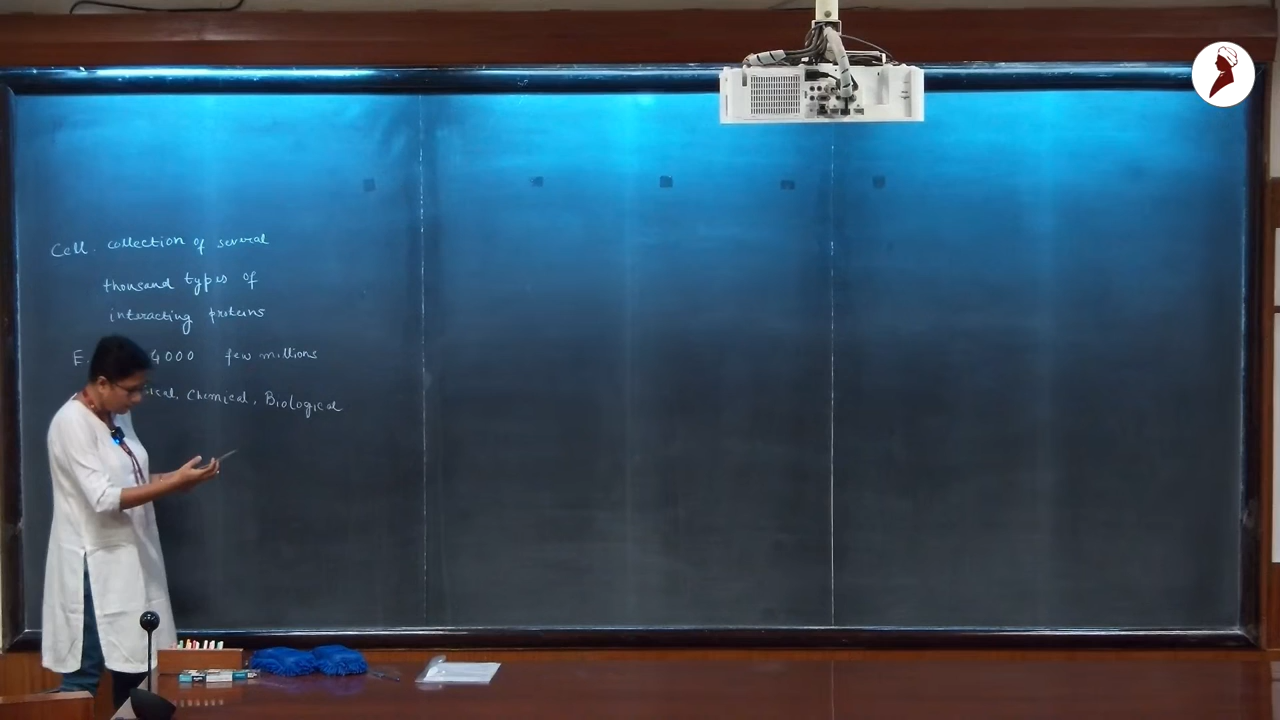 Cell. collection of several
thousand types of
interacting proteins
E. 4000 few millions
Chemical, Biological